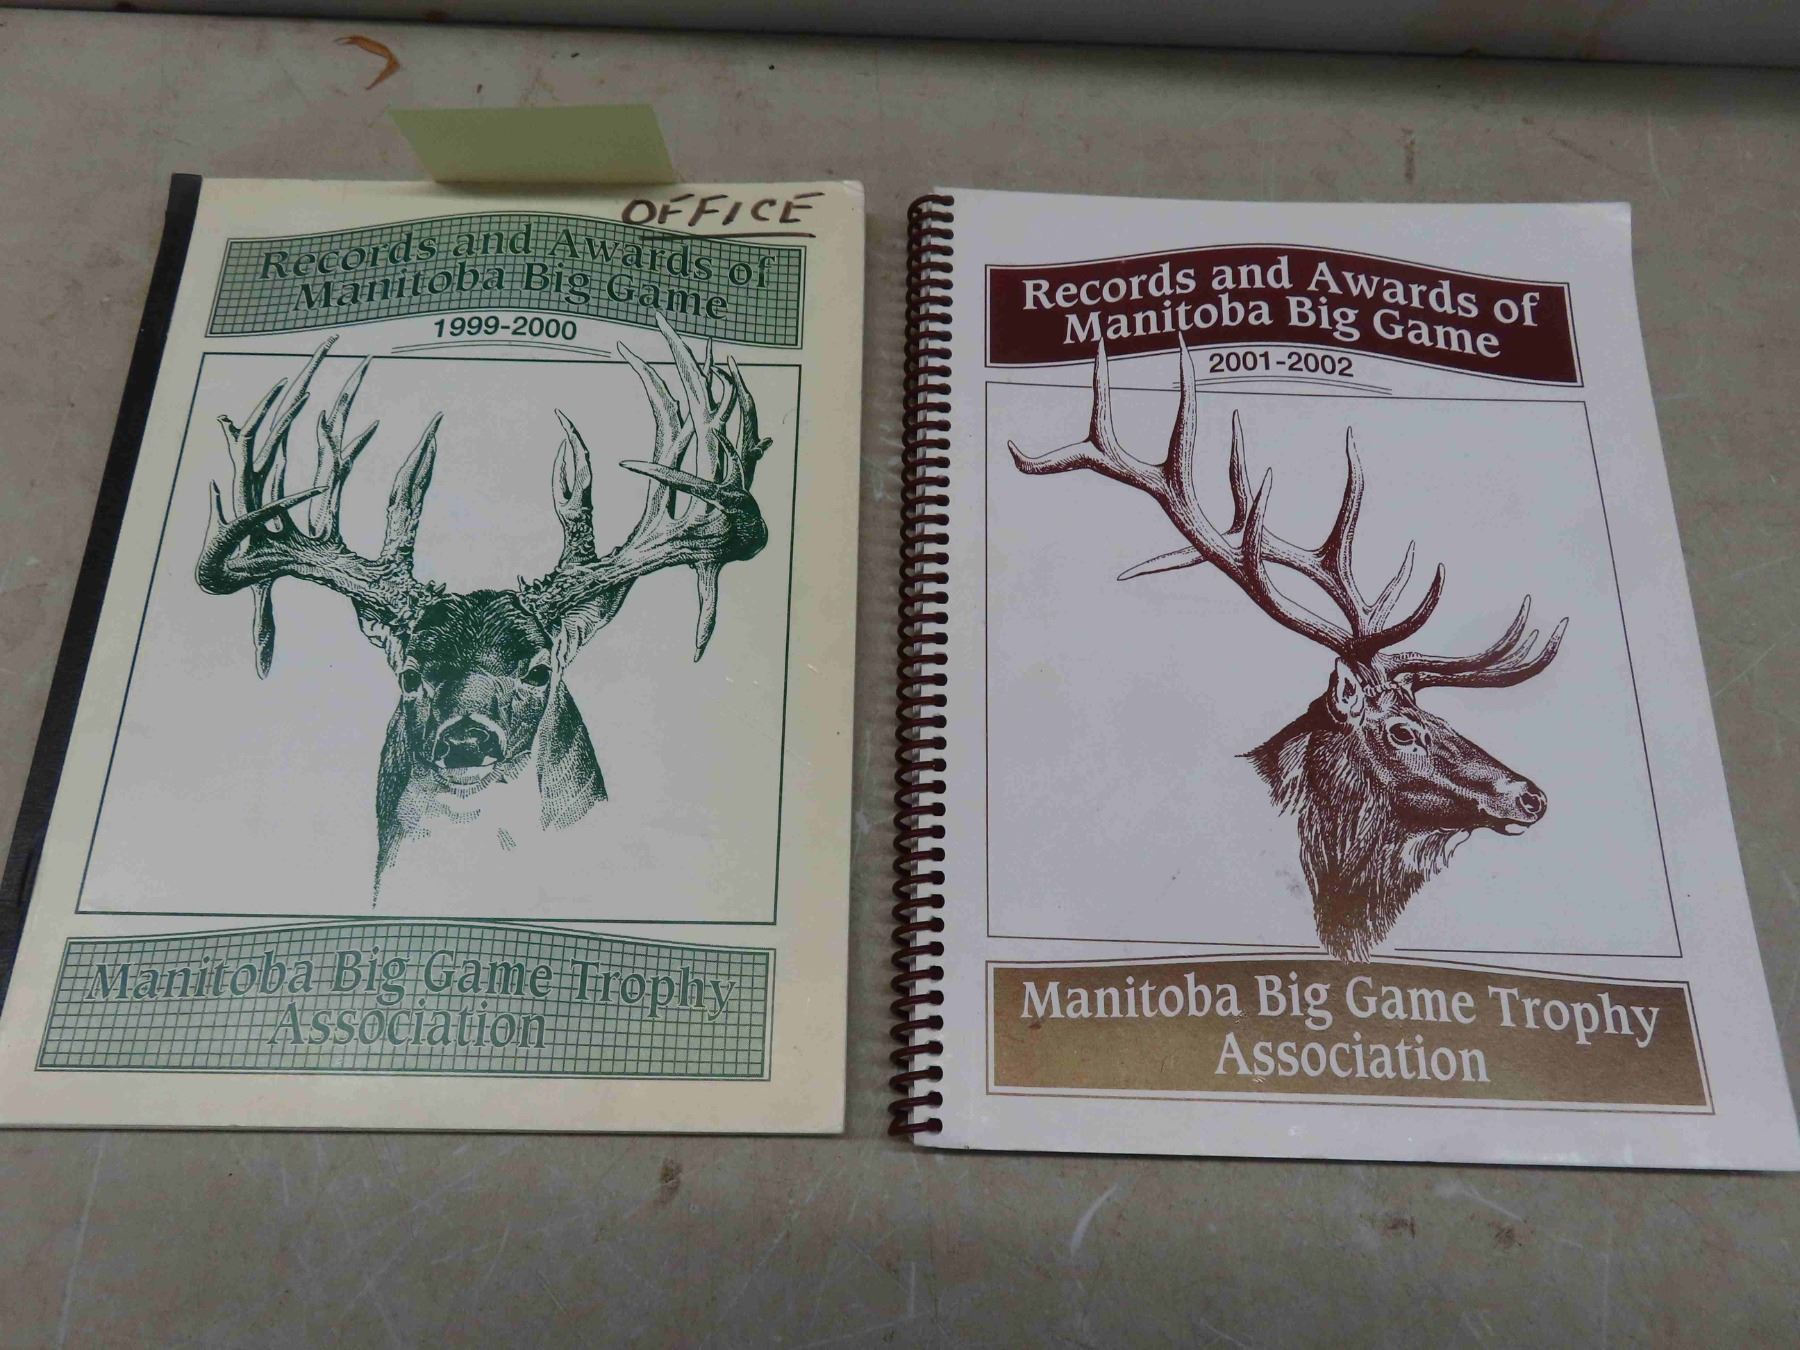 OFFICE
Records and Awards of
Manitoba Big Game
1999-2000
Manitoba Big Game Trophy
Association
Records and Awards of
Manitoba Big Game
2001-2002
Manitoba Big Game Trophy
Association